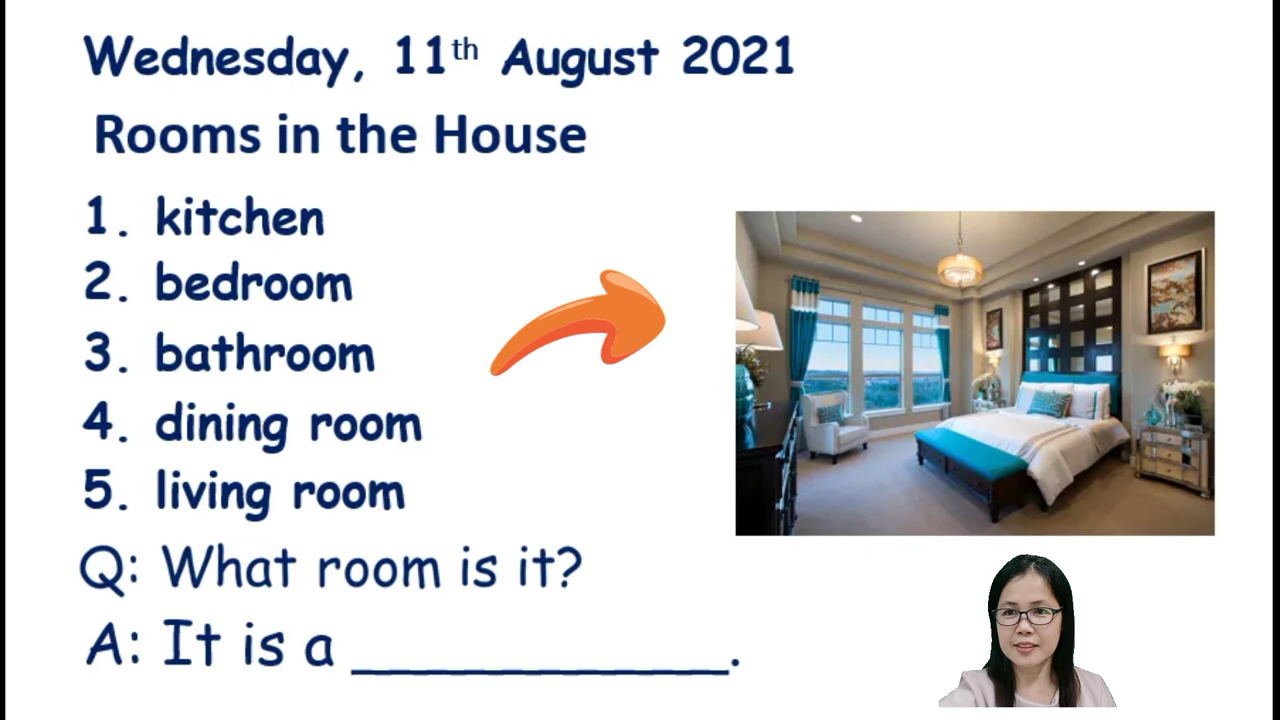 Wednesday, 11th August 2021
Rooms in the House
1. kitchen
2. bedroom
3. bathroom
4. dining room
5. living room
Q: What room is it?
A: It is a ___________.